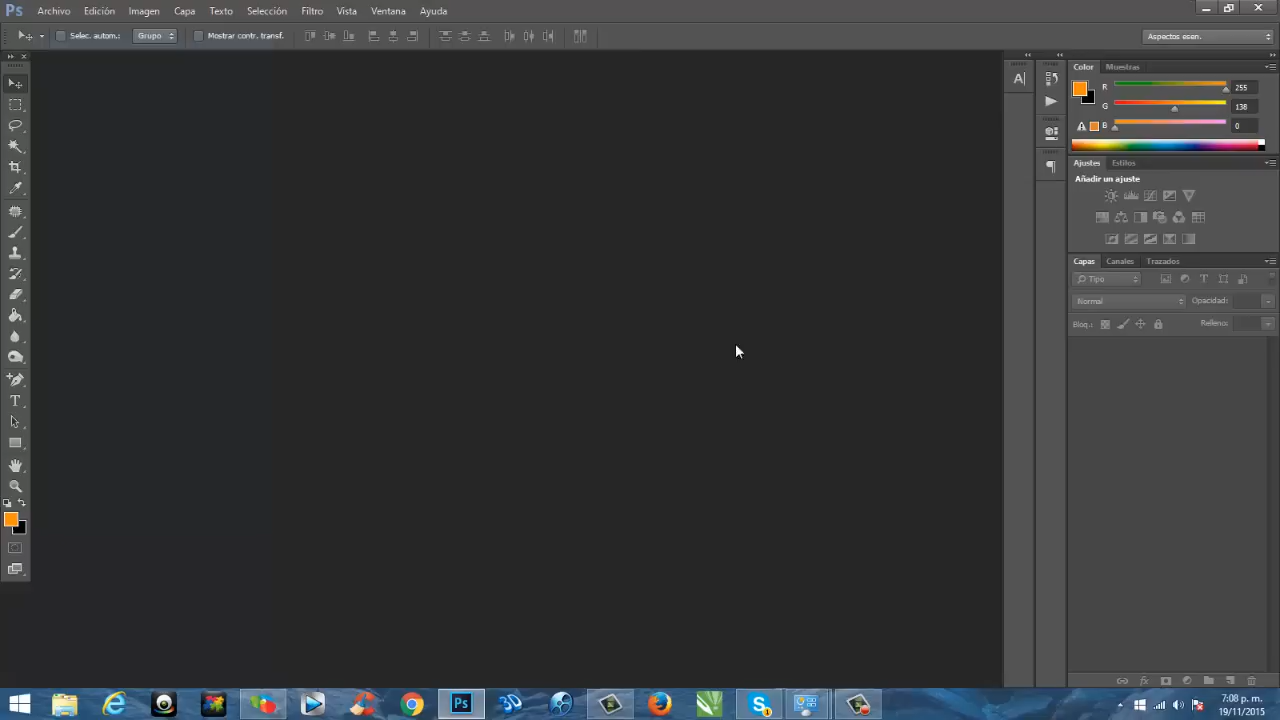 Ps Archivo Edición Imagen Capa Texto Selección Filtro Vista Ventana Ayuda
Selec. autom.: Grupo Mostrar contr. transf. Aspectos esen.
A
Color Muestras
R 255
G 138
B 0
Ajustes Estilos
Añadir un ajuste
Capas Canales Trazados
Tipo T
Normal Opacidad:
Bloq.: Relleno:
T
fx
Ps
7:08 p. m.
19/11/2015